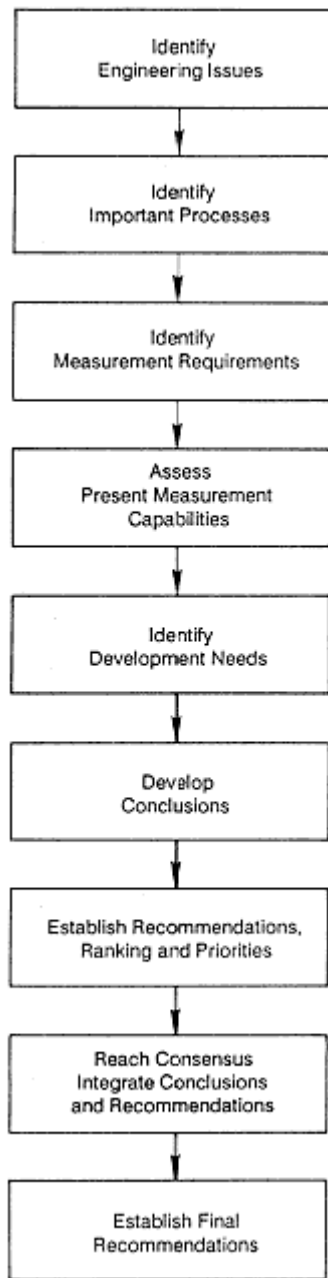 Identify
Engineering Issues
Identify
Important Processes
Identify
Measurement Requirements
Assess
Present Measurement
Capabilities
Identify
Development Needs
Develop
Conclusions
Establish Recommendations,
Ranking and Priorities
Reach Consensus
Integrate Conclusions
and Recommendations
Establish Final
Recommendations